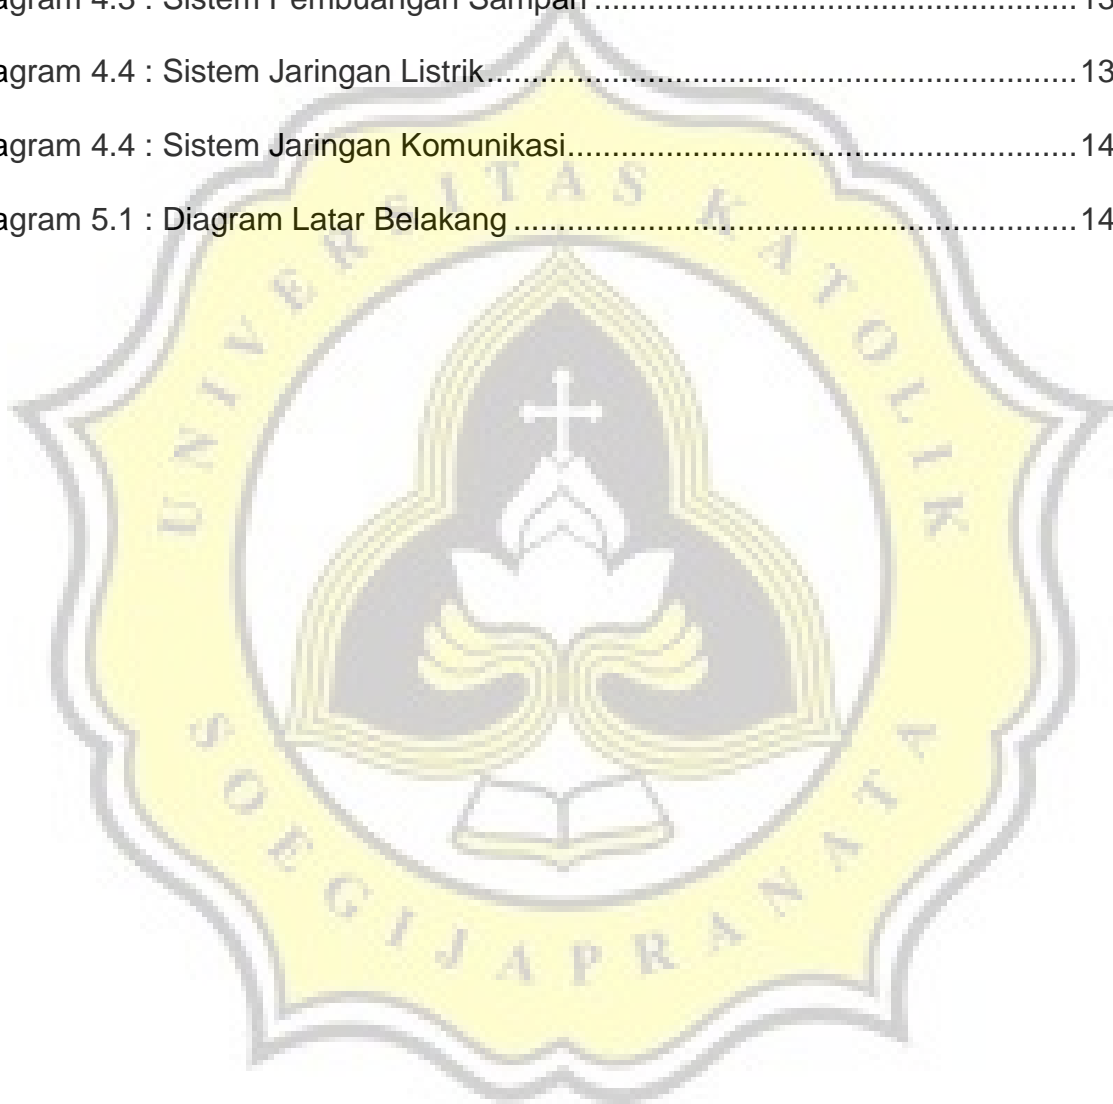 agram 4.3 : Sistem Pembuangan Sampah ........................................................ 13
agram 4.4 : Sistem Jaringan Listrik ..................................................................... 13
agram 4.4 : Sistem Jaringan Komunikasi ........................................................... 14
agram 5.1 : Diagram Latar Belakang ................................................................. 14
UNIVERSITAS KATOLIK
SOEGIJAPRANATA